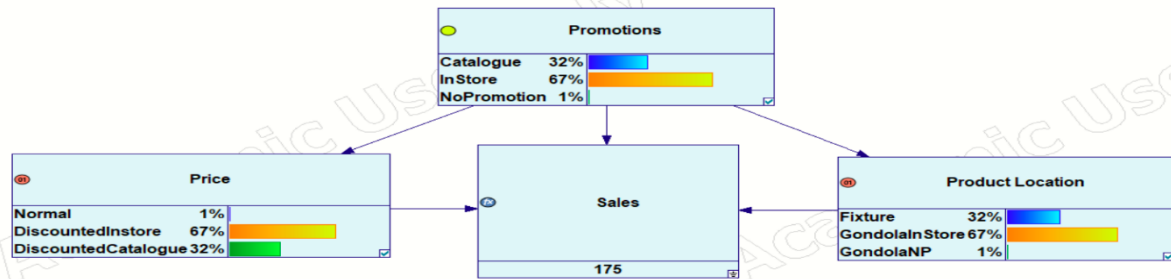 Promotions
Catalogue 32%
InStore 67%
NoPromotion 1%
Price
Normal 1%
DiscountedInstore 67%
DiscountedCatalogue 32%
Sales
175
Product Location
Fixture 32%
GondolaInStore 67%
GondolaNP 1%